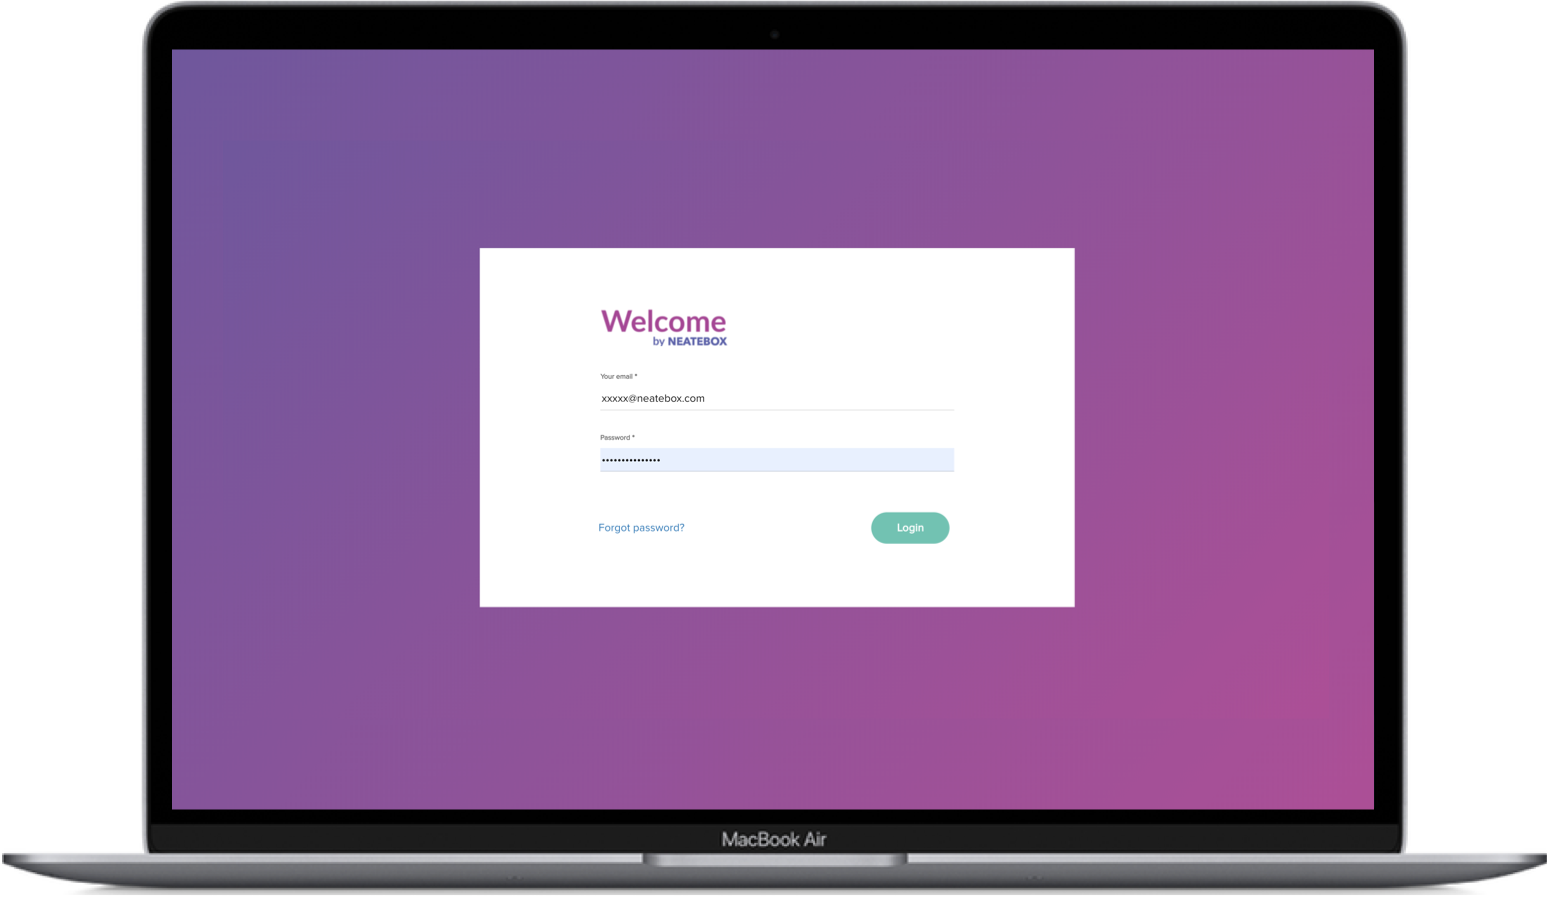 Welcome
by NEATEBOX
Your email *
xxxxx@neatebox.com
Password *
•••••••••••••••
Forgot password?
Login
MacBook Air